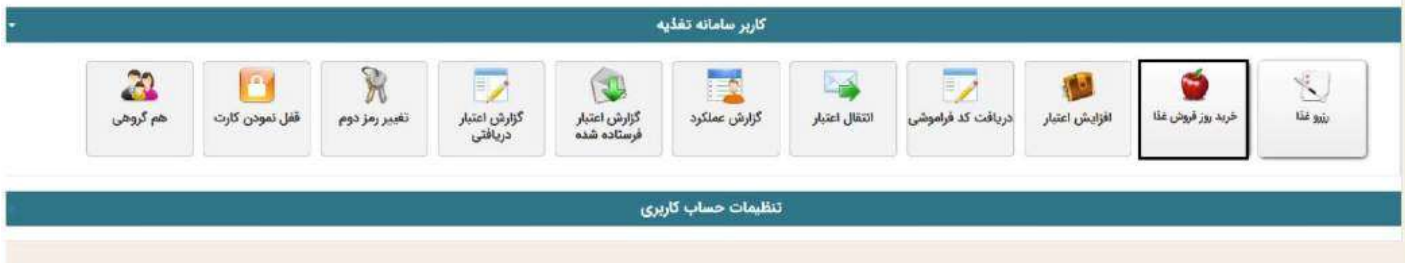 کاربر سامانه تغذیه
رزرو غذا
خرید روز فروش غذا
افزایش اعتبار
دریافت کد فراموشی
انتقال اعتبار
گزارش عملکرد
گزارش اعتبار
فرستاده شده
گزارش اعتبار
دریافتی
تغییر رمز دوم
قفل نمودن کارت
هم گروهی
تنظیمات حساب کاربری